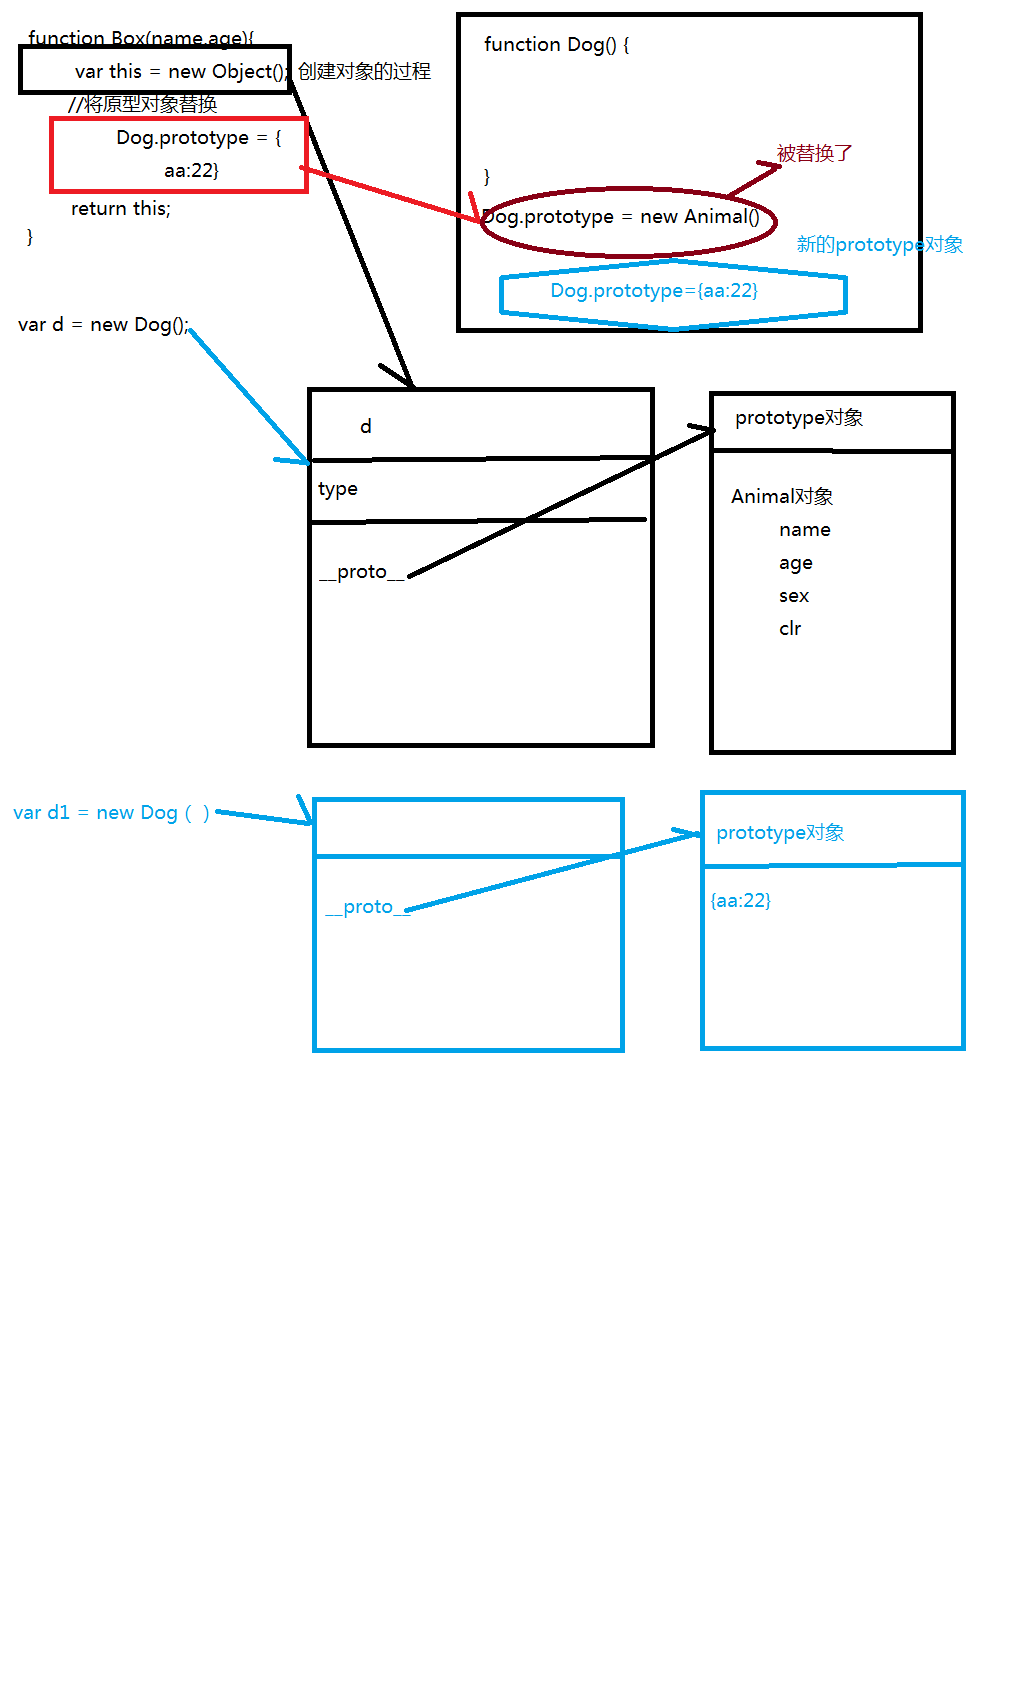 function Box(name,age){
var this = new Object(); 创建对象的过程
//将原型对象替换
Dog.prototype = {
aa:22}
return this;
}
var d = new Dog();
function Dog() {
}
被替换了
Dog.prototype = new Animal()
新的prototype对象
Dog.prototype={aa:22}
d
type
__proto__
prototype对象
Animal对象
name
age
sex
clr
var d1 = new Dog ( )
__proto__
prototype对象
{aa:22}